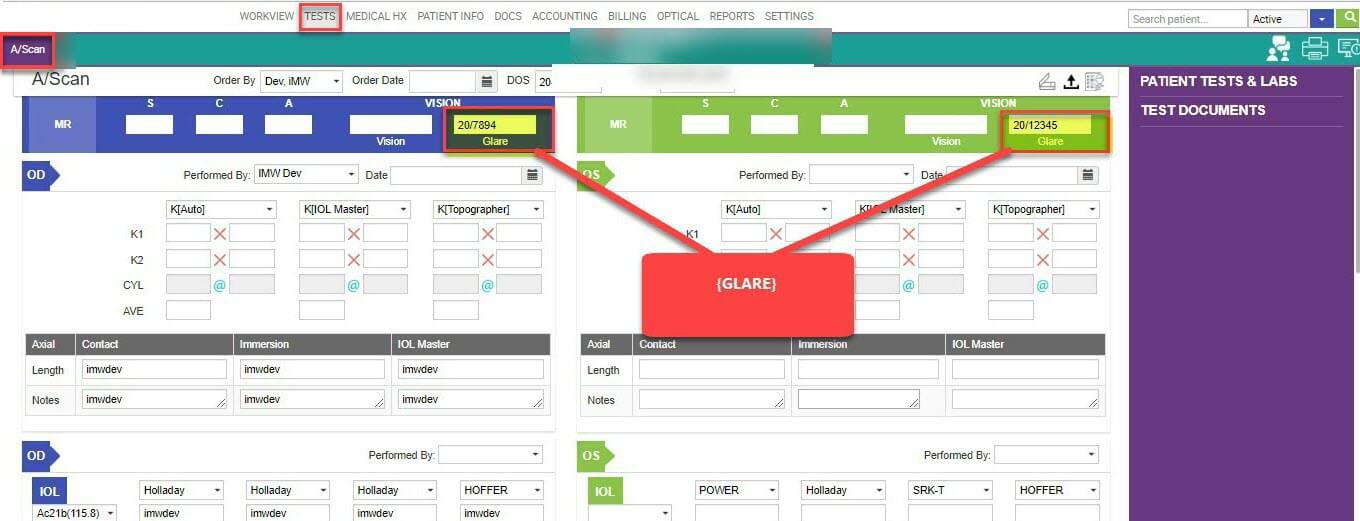 WORKVIEW TESTS MEDICAL HX PATIENT INFO DOCS ACCOUNTING BILLING OPTICAL REPORTS SETTINGS Search patient... Active
A/Scan
A/Scan Order By Dev, iMW Order Date DOS 20-
PATIENT TESTS & LABS
TEST DOCUMENTS
S C A VISION
MR 20/7894
Vision Glare
S C A VISION
MR 20/12345
Vision Glare
OD Performed By: IMW Dev Date
K[Auto] K[IOL Master] K[Topographer]
K1
K2
CYL @ @ @
AVE
OS Performed By: Date
K[Auto] K[IOL Master] K[Topographer]
K1
@ @
{GLARE}
Axial Contact Immersion IOL Master
Length imwdev imwdev imwdev
Notes imwdev imwdev imwdev
Axial Contact Immersion IOL Master
Length
Notes
OD Performed By:
IOL Holladay Holladay Holladay HOFFER
Ac21b(115.8) imwdev imwdev imwdev imwdev
OS Performed By:
IOL POWER Holladay SRK-T HOFFER